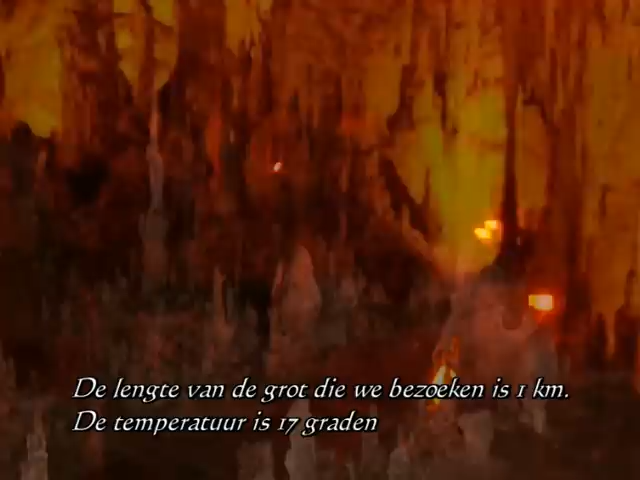 De lengte van de grot die we bezoeken is 1 km.
De temperatuur is 17 graden